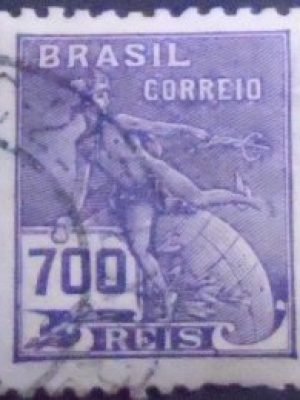 BRASIL
CORREIO
700
REIS